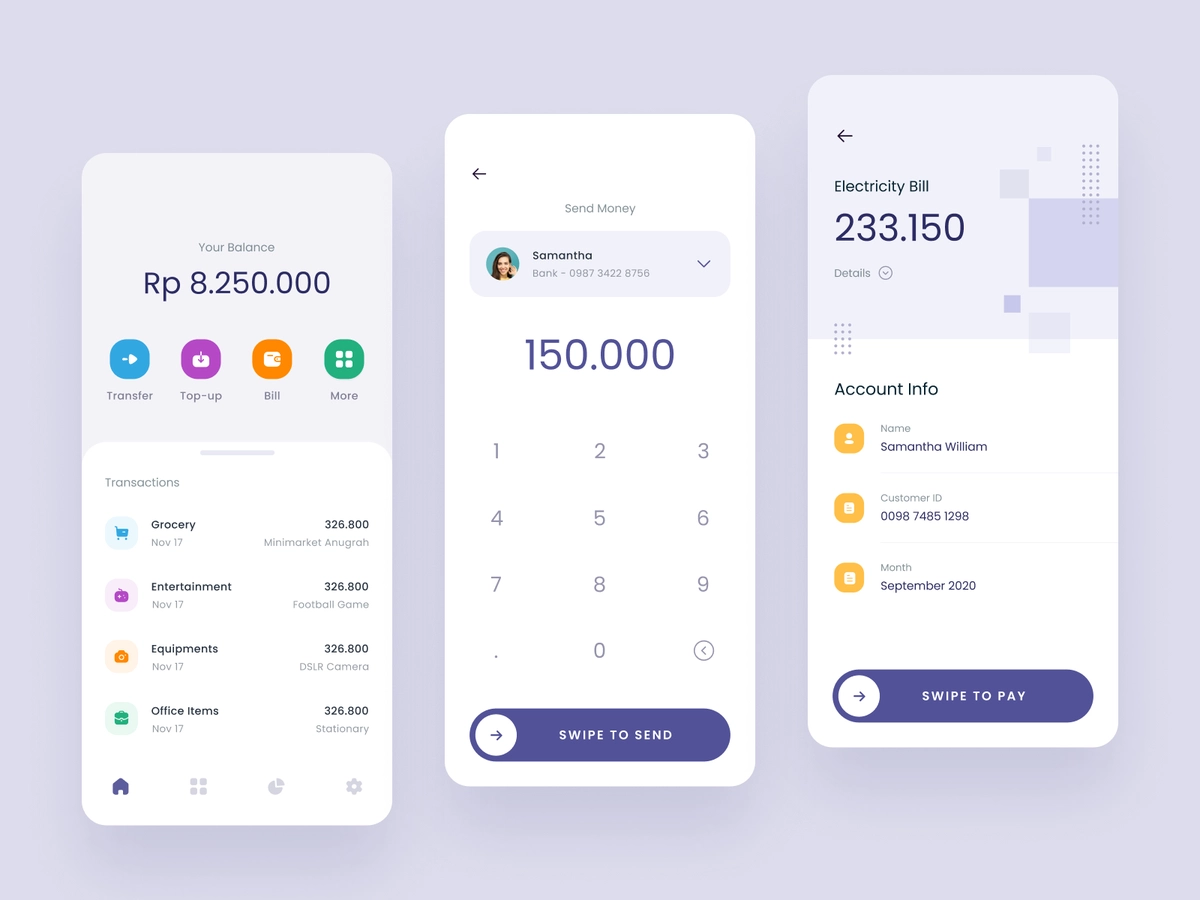 Your Balance
Rp 8.250.000
Transfer
Top-up
Bill
More
Transactions
Grocery
326.800
Nov 17
Minimarket Anugrah
Entertainment
326.800
Nov 17
Football Game
Equipments
326.800
Nov 17
DSLR Camera
Office Items
326.800
Nov 17
Stationary
Send Money
Samantha
Bank - 0987 3422 8756
150.000
1 2 3
4 5 6
7 8 9
. 0
SWIPE TO SEND
Electricity Bill
233.150
Details
Account Info
Name
Samantha William
Customer ID
0098 7485 1298
Month
September 2020
SWIPE TO PAY